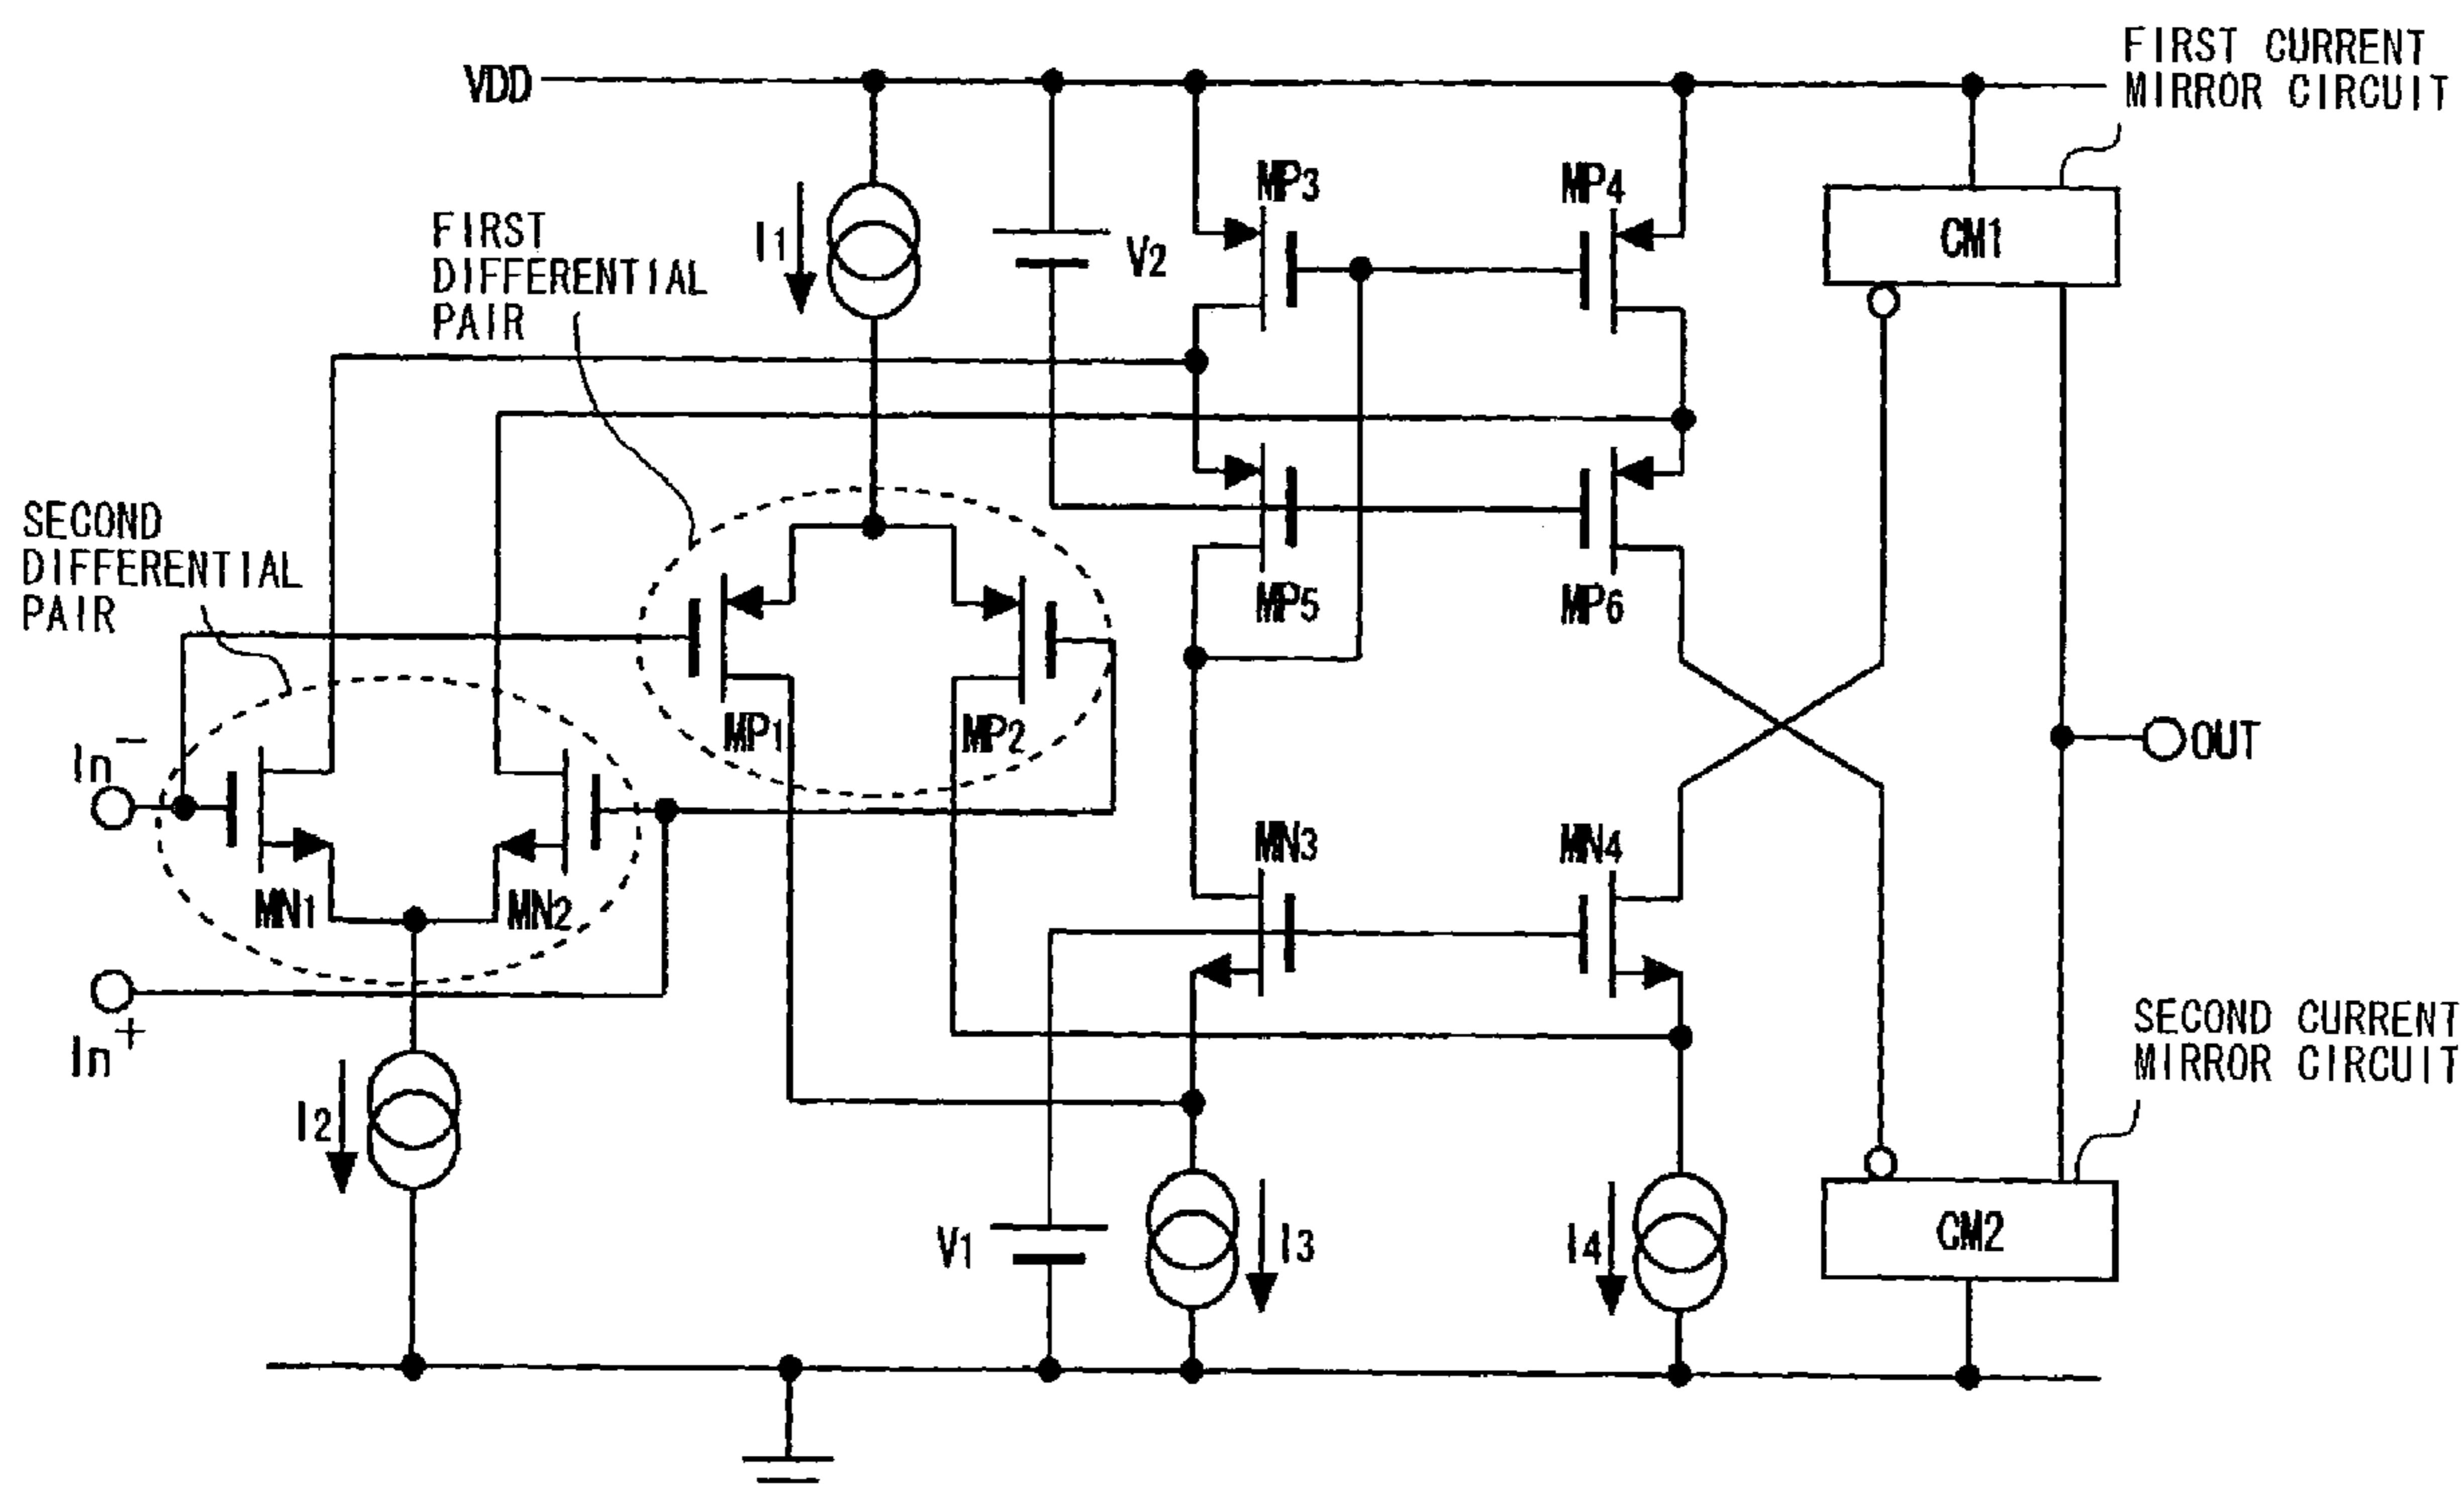 FIRST CURRENT
MIRROR CIRCUIT
VDD
MP3
MP4
FIRST
DIFFERENTIAL
PAIR
I1
V2
CM1
SECOND
DIFFERENTIAL
PAIR
MP5
MP6
MP1
MP2
In-
OUT
MN1
MN2
MN3
MN4
In+
SECOND CURRENT
MIRROR CIRCUIT
I2
V1
I3
I4
CM2